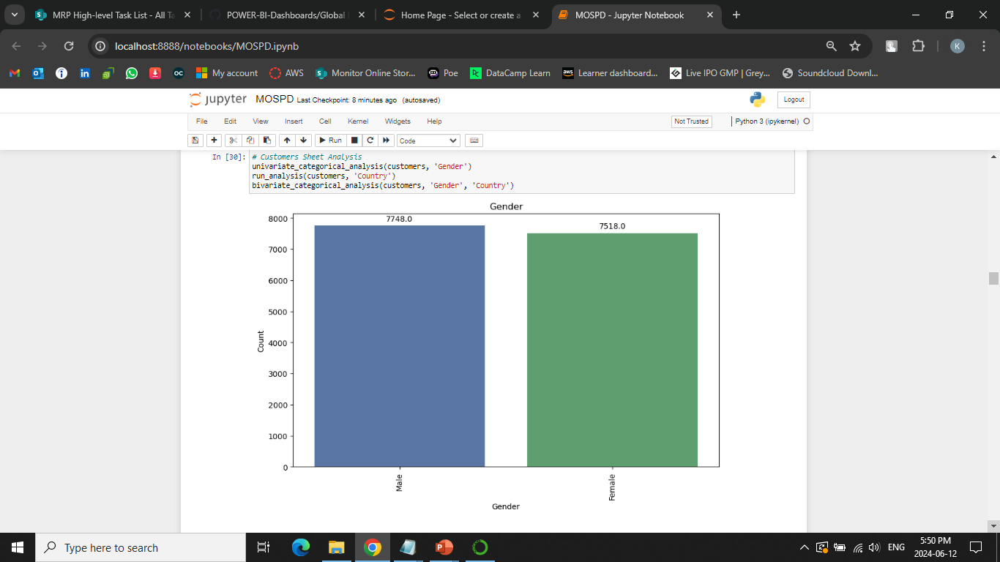 MRP High-level Task List - All Ta
POWER-BI-Dashboards/Global
Home Page - Select or create a
MOSPD - Jupyter Notebook
localhost:8888/notebooks/MOSPD.ipynb
My account
AWS
Monitor Online Stor...
Poe
DataCamp Learn
Learner dashboard...
Live IPO GMP | Grey...
Soundcloud Downl...
K
jupyter MOSPD Last Checkpoint: 8 minutes ago (autosaved)
Logout
File Edit View Insert Cell Kernel Widgets Help
Not Trusted
Python 3 (ipykernel)
Run
Code
In [30]: # Customers Sheet Analysis
univariate_categorical_analysis(customers, 'Gender')
run_analysis(customers, 'Country')
bivariate_categorical_analysis(customers, 'Gender', 'Country')
Gender
7748.0
7518.0
8000
7000
6000
5000
4000
3000
2000
1000
0
Count
Male
Female
Gender
Type here to search
ENG
5:50 PM
2024-06-12